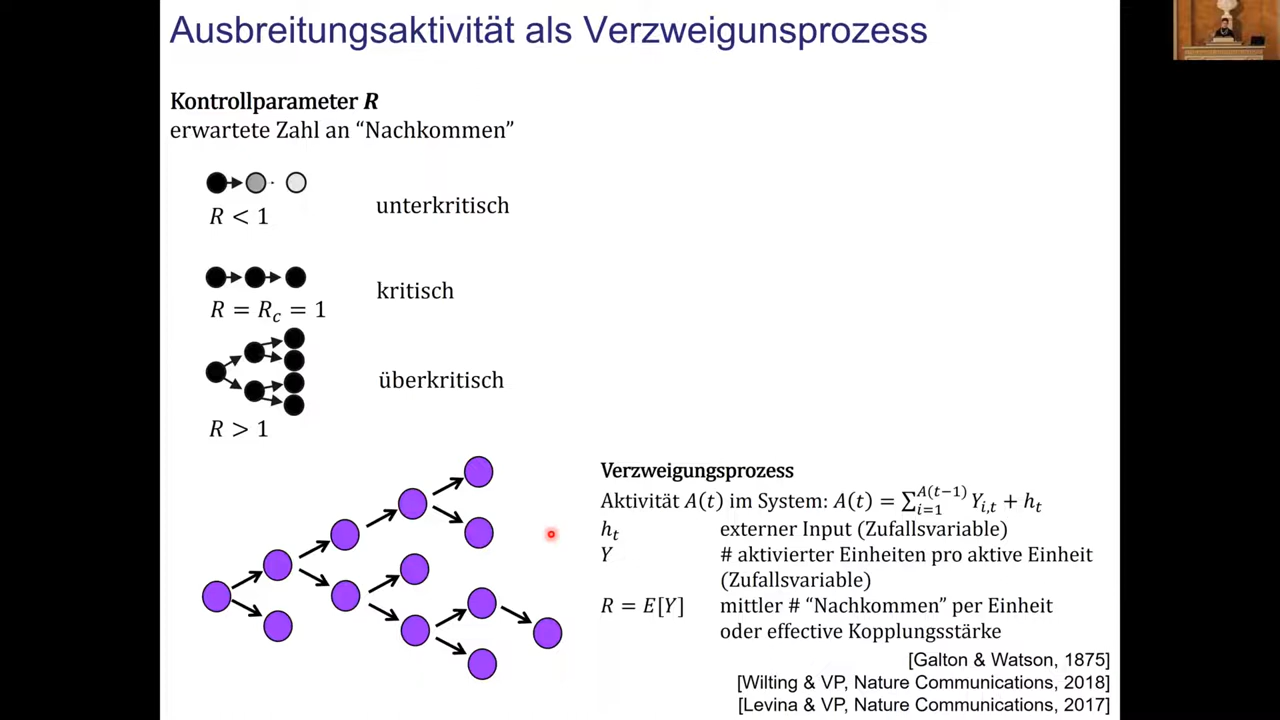 Ausbreitungsaktivität als Verzweigunsprozess
Kontrollparameter R
erwartete Zahl an “Nachkommen”
R < 1
unterkritisch
kritisch
R = R_c = 1
überkritisch
R > 1
Verzweigungsprozess
Aktivität A(t) im System: A(t) = ∑_{i=1}^{A(t−1)} Y_{i,t} + h_t
h_t externer Input (Zufallsvariable)
Y # aktivierter Einheiten pro aktive Einheit
(Zufallsvariable)
R = E[Y] mittler # “Nachkommen” per Einheit
oder effective Kopplungsstärke
[Galton & Watson, 1875]
[Wilting & VP, Nature Communications, 2018]
[Levina & VP, Nature Communications, 2017]